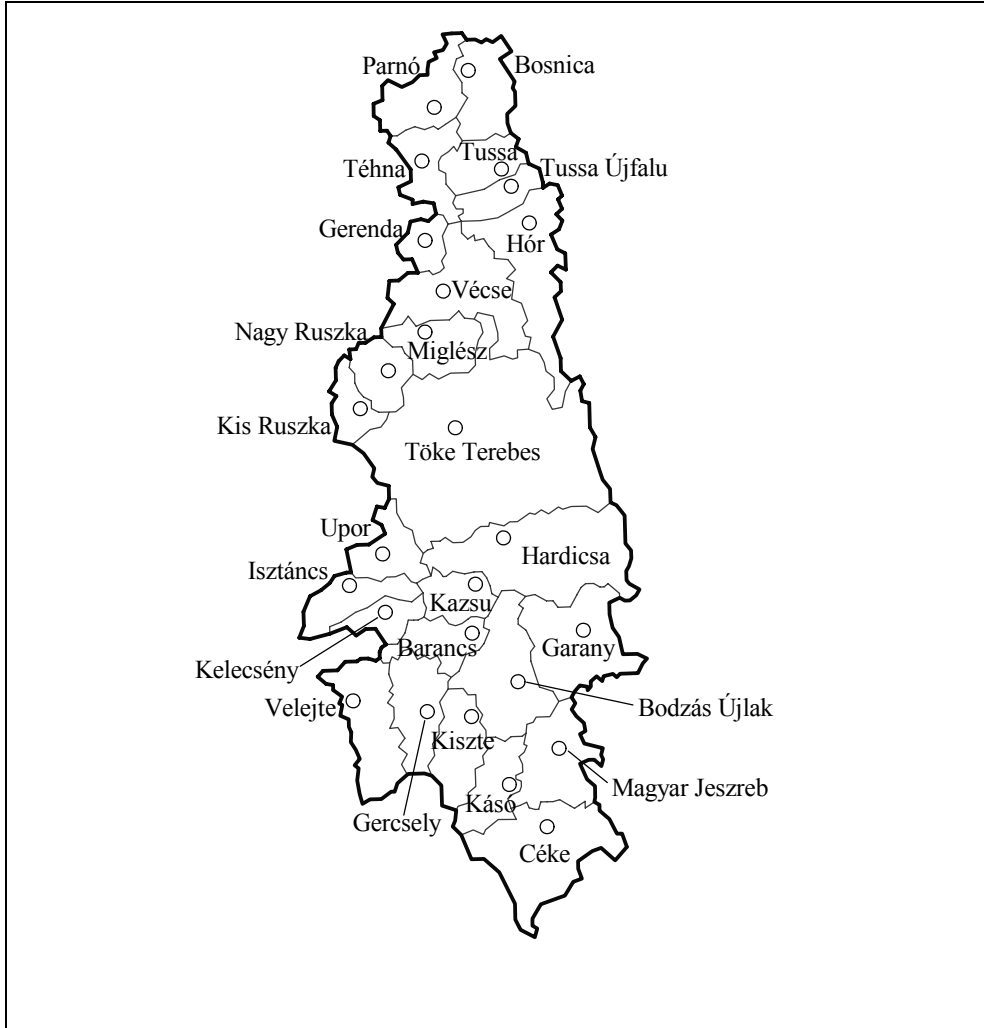 Parnó
Bosnica
Tussa
Téhna
Tussa Újfalu
Gerenda
Hór
Vécse
Nagy Ruszka
Miglész
Kis Ruszka
Töke Terebes
Upor
Hardicsa
Isztáncs
Kazsu
Barancs
Garany
Kelecsény
Velejte
Bodzás Újlak
Kiszte
Magyar Jeszreb
Kásó
Gercsely
Céke